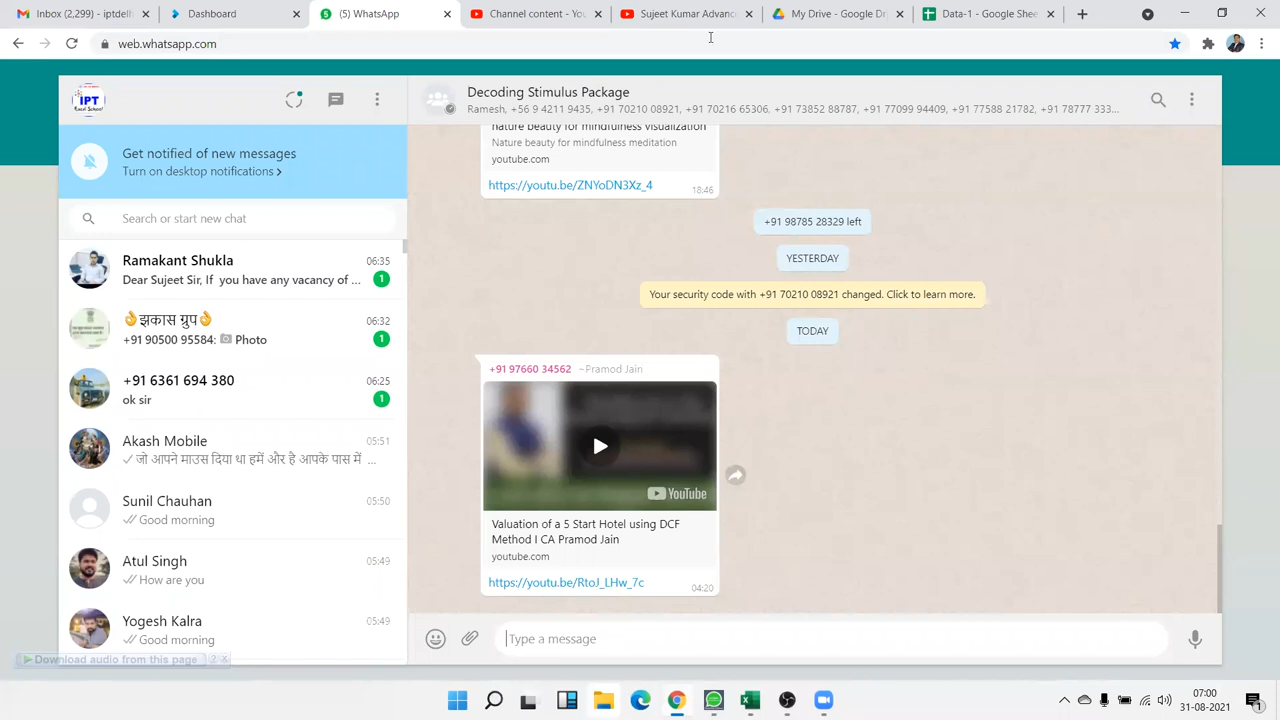 Inbox (2,299) - iptdelh
Dashboard
(5) WhatsApp
Channel content - You
Sujeet Kumar Advanc
My Drive - Google Dr
Data-1 - Google Shee
web.whatsapp.com
IPT
Excel School
Get notified of new messages
Turn on desktop notifications >
Search or start new chat
Ramakant Shukla
06:35
Dear Sujeet Sir, If you have any vacancy of ...
1
👌झकास ग्रुप👌
06:32
+91 90500 95584: Photo
1
+91 6361 694 380
06:25
ok sir
1
Akash Mobile
05:51
जो आपने माउस दिया था हमें और है आपके पास में ...
Sunil Chauhan
05:50
Good morning
Atul Singh
05:49
How are you
Yogesh Kalra
05:49
Good morning
Download audio from this page
? ×
Decoding Stimulus Package
Ramesh, +56 9 4211 9435, +91 70210 08921, +91 70216 65306, +91 73852 88787, +91 77099 94409, +91 77588 21782, +91 78777 333...
nature beauty for mindfulness visualization
Nature beauty for mindfulness meditation
youtube.com
https://youtu.be/ZNYoDN3Xz_4
18:46
+91 98785 28329 left
YESTERDAY
Your security code with +91 70210 08921 changed. Click to learn more.
TODAY
+91 97660 34562 ~Pramod Jain
YouTube
Valuation of a 5 Start Hotel using DCF
Method I CA Pramod Jain
youtube.com
https://youtu.be/RtoJ_LHw_7c
04:20
Type a message
07:00
31-08-2021
1